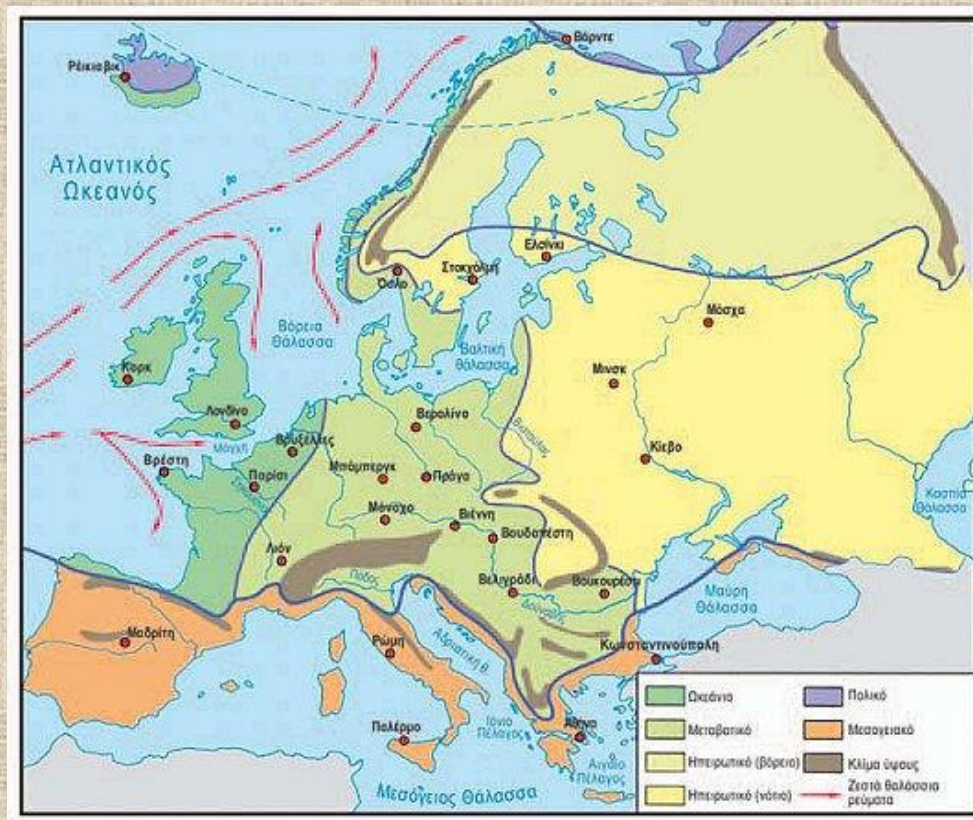 Βάρντε
Ρέικιαβικ
Ατλαντικός
Ωκεανός
Ελσίνκι
Στοκχόλμη
Όσλο
Μόσχα
Βόρεια
Θάλασσα
Βαλτική
θάλασσα
Κορκ
Μινσκ
Λονδίνο
Βερολίνο
Μάγχη
Βρυξέλλες
Βιστούλας
Κίεβο
Βρέστη
Παρίσι
Μπάμπεργκ
Πράγα
Κασπία
Θάλασσα
Μόναχο
Βιέννη
Βουδαπέστη
Λιόν
Πάδος
Βελιγράδι
Βουκουρέστι
Δούναβης
Μαύρη
Θάλασσα
Μαδρίτη
Ρώμη
Αδριατική θ.
Κωνσταντινούπολη
Παλέρμο
Ιόνιο
Πέλαγος
Αθήνα
Αιγαίο
Πέλαγος
Μεσόγειος Θάλασσα
Ωκεάνιο
Πολικό
Μεταβατικό
Μεσογειακό
Ηπειρωτικό (βόρειο)
Κλίμα ύψους
Ηπειρωτικό (νότιο)
Ζεστά θαλάσσια
ρεύματα